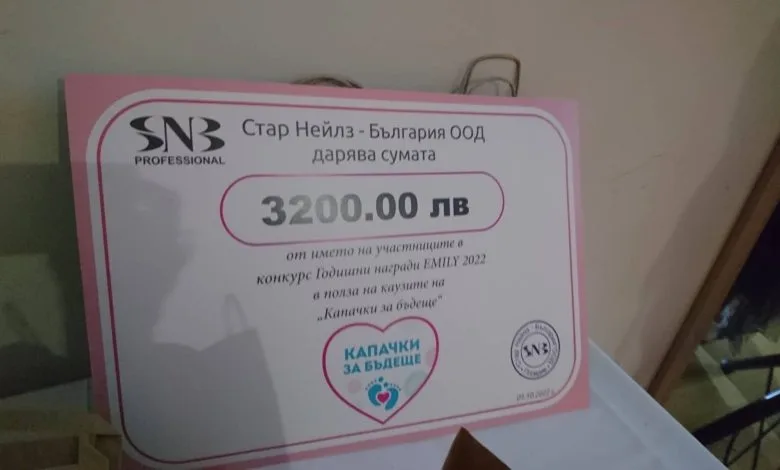 SNB
PROFESSIONAL
Стар Нейлз - България ООД
дарява сумата
3200.00 лв
от името на участниците в
конкурс Годишни награди EMILY 2022
в полза на каузите на
„Капачки за бъдеще“
КАПАЧКИ
ЗА БЪДЕЩЕ
SNB